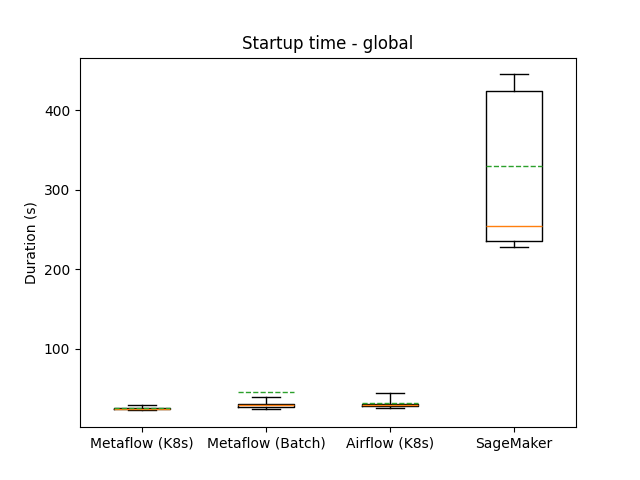 Startup time - global
Duration (s)
400
300
200
100
Metaflow (K8s) Metaflow (Batch) Airflow (K8s) SageMaker